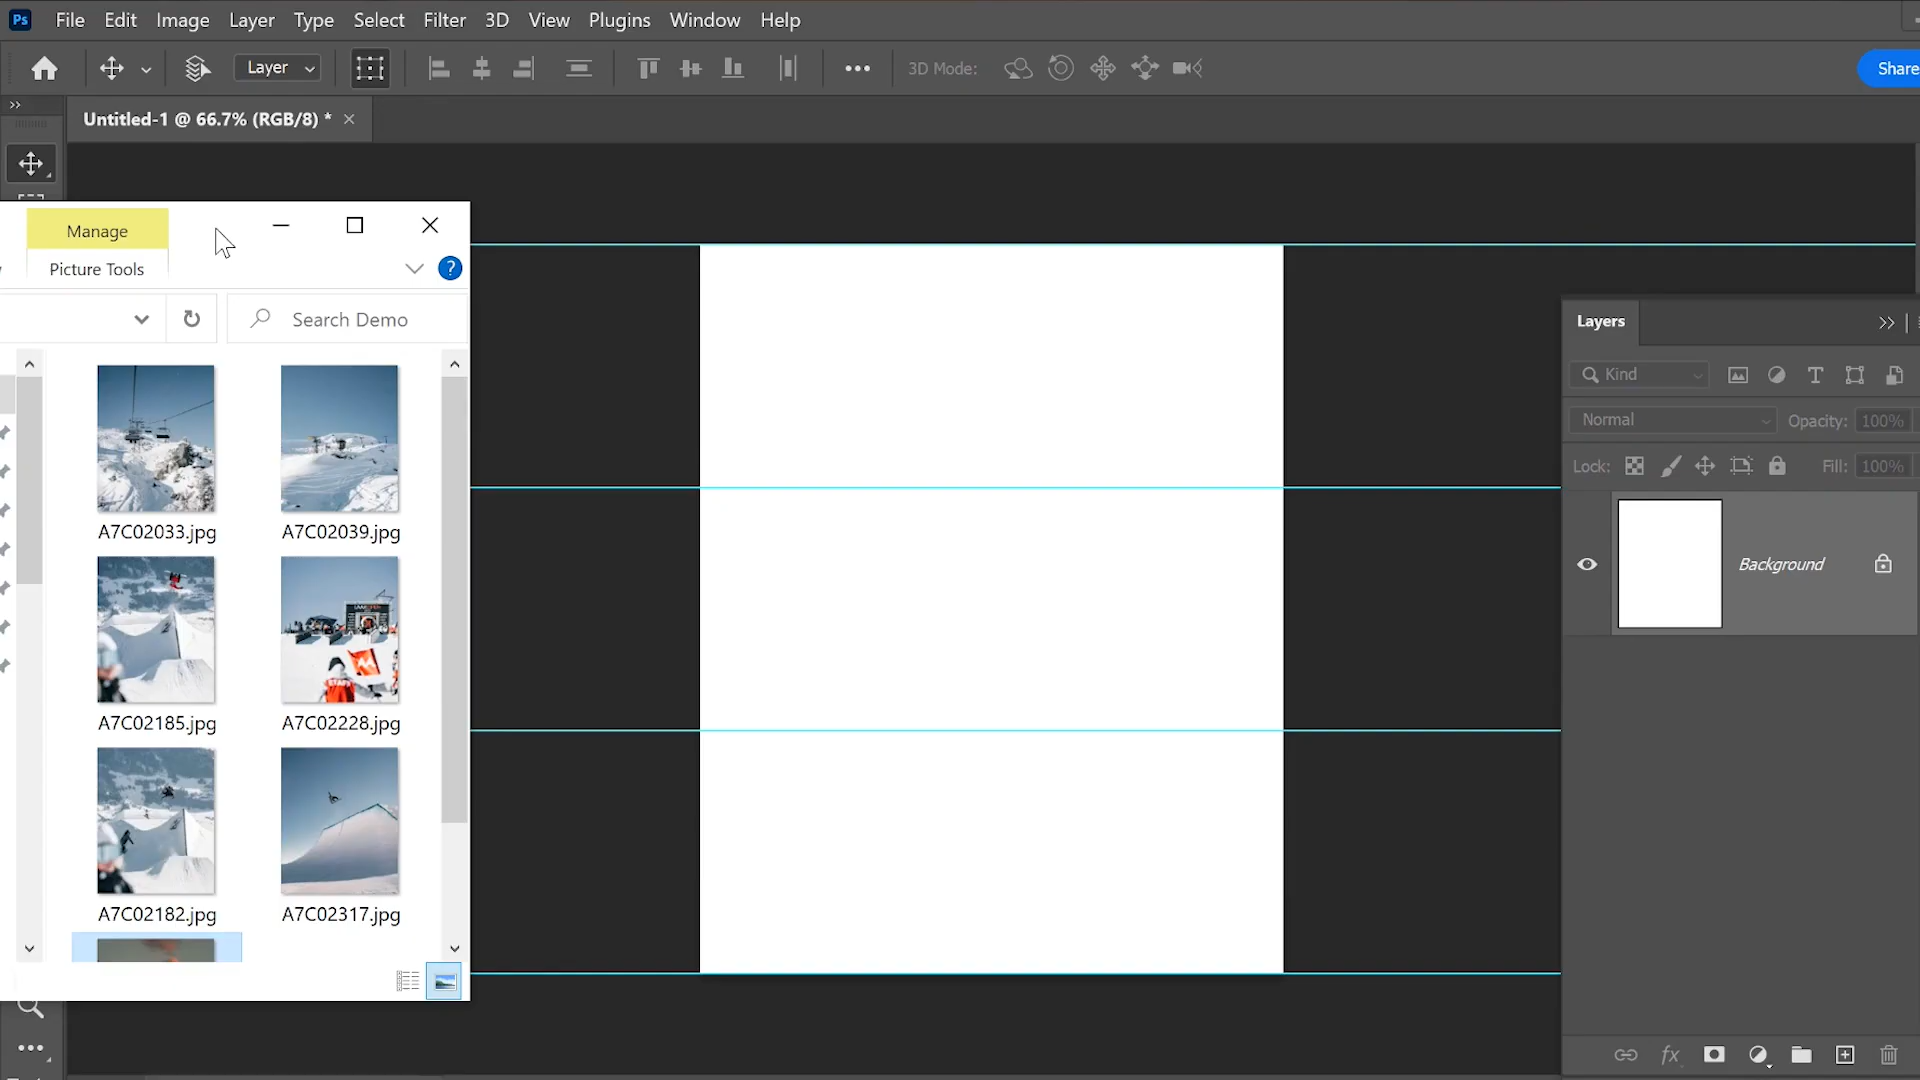 Ps File Edit Image Layer Type Select Filter 3D View Plugins Window Help
Layer 3D Mode: Share
Untitled-1 @ 66.7% (RGB/8) *
Manage
Picture Tools
Search Demo
A7C02033.jpg A7C02039.jpg
A7C02185.jpg A7C02228.jpg
A7C02182.jpg A7C02317.jpg
Layers
Kind
Normal Opacity: 100%
Lock: Fill: 100%
Background
fx